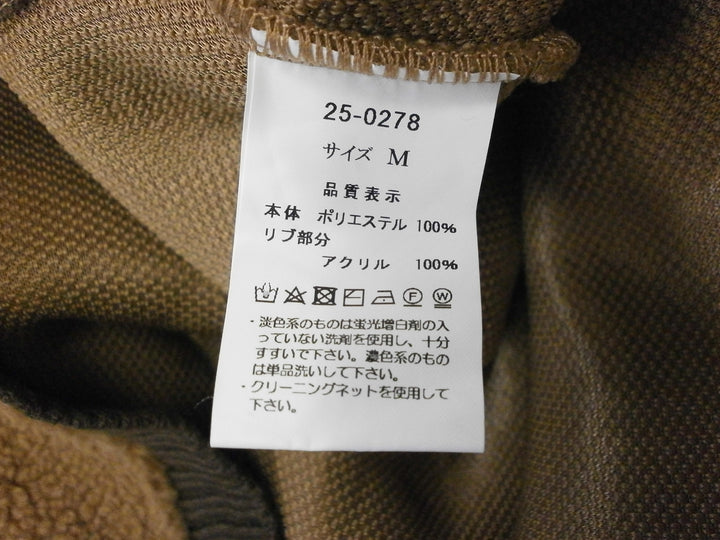 25-0278
サイズ M
品質表示
本体 ポリエステル 100%
リブ部分
アクリル 100%
F W
・淡色系のものは蛍光増白剤の入
っていない洗剤を使用し、十分
すすいで下さい。濃色系のもの
は単品洗いして下さい。
・クリーニングネットを使用して
下さい。